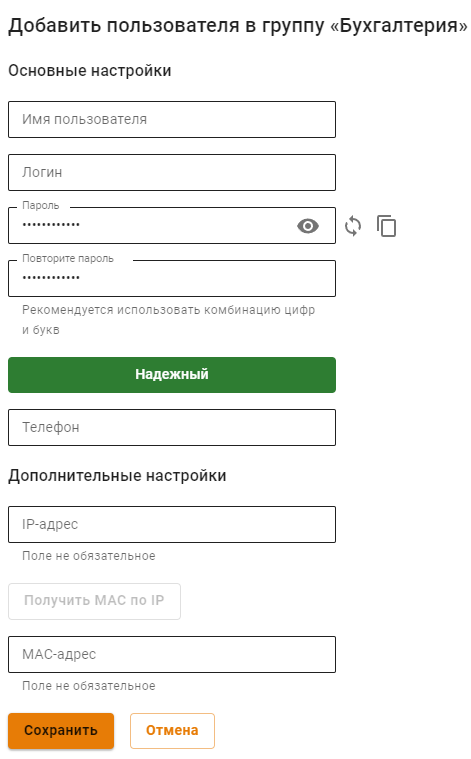 Добавить пользователя в группу «Бухгалтерия»
Основные настройки
Имя пользователя
Логин
Пароль
••••••••••••
Повторите пароль
••••••••••••
Рекомендуется использовать комбинацию цифр
и букв
Надежный
Телефон
Дополнительные настройки
IP-адрес
Поле не обязательное
Получить MAC по IP
MAC-адрес
Поле не обязательное
Сохранить
Отмена